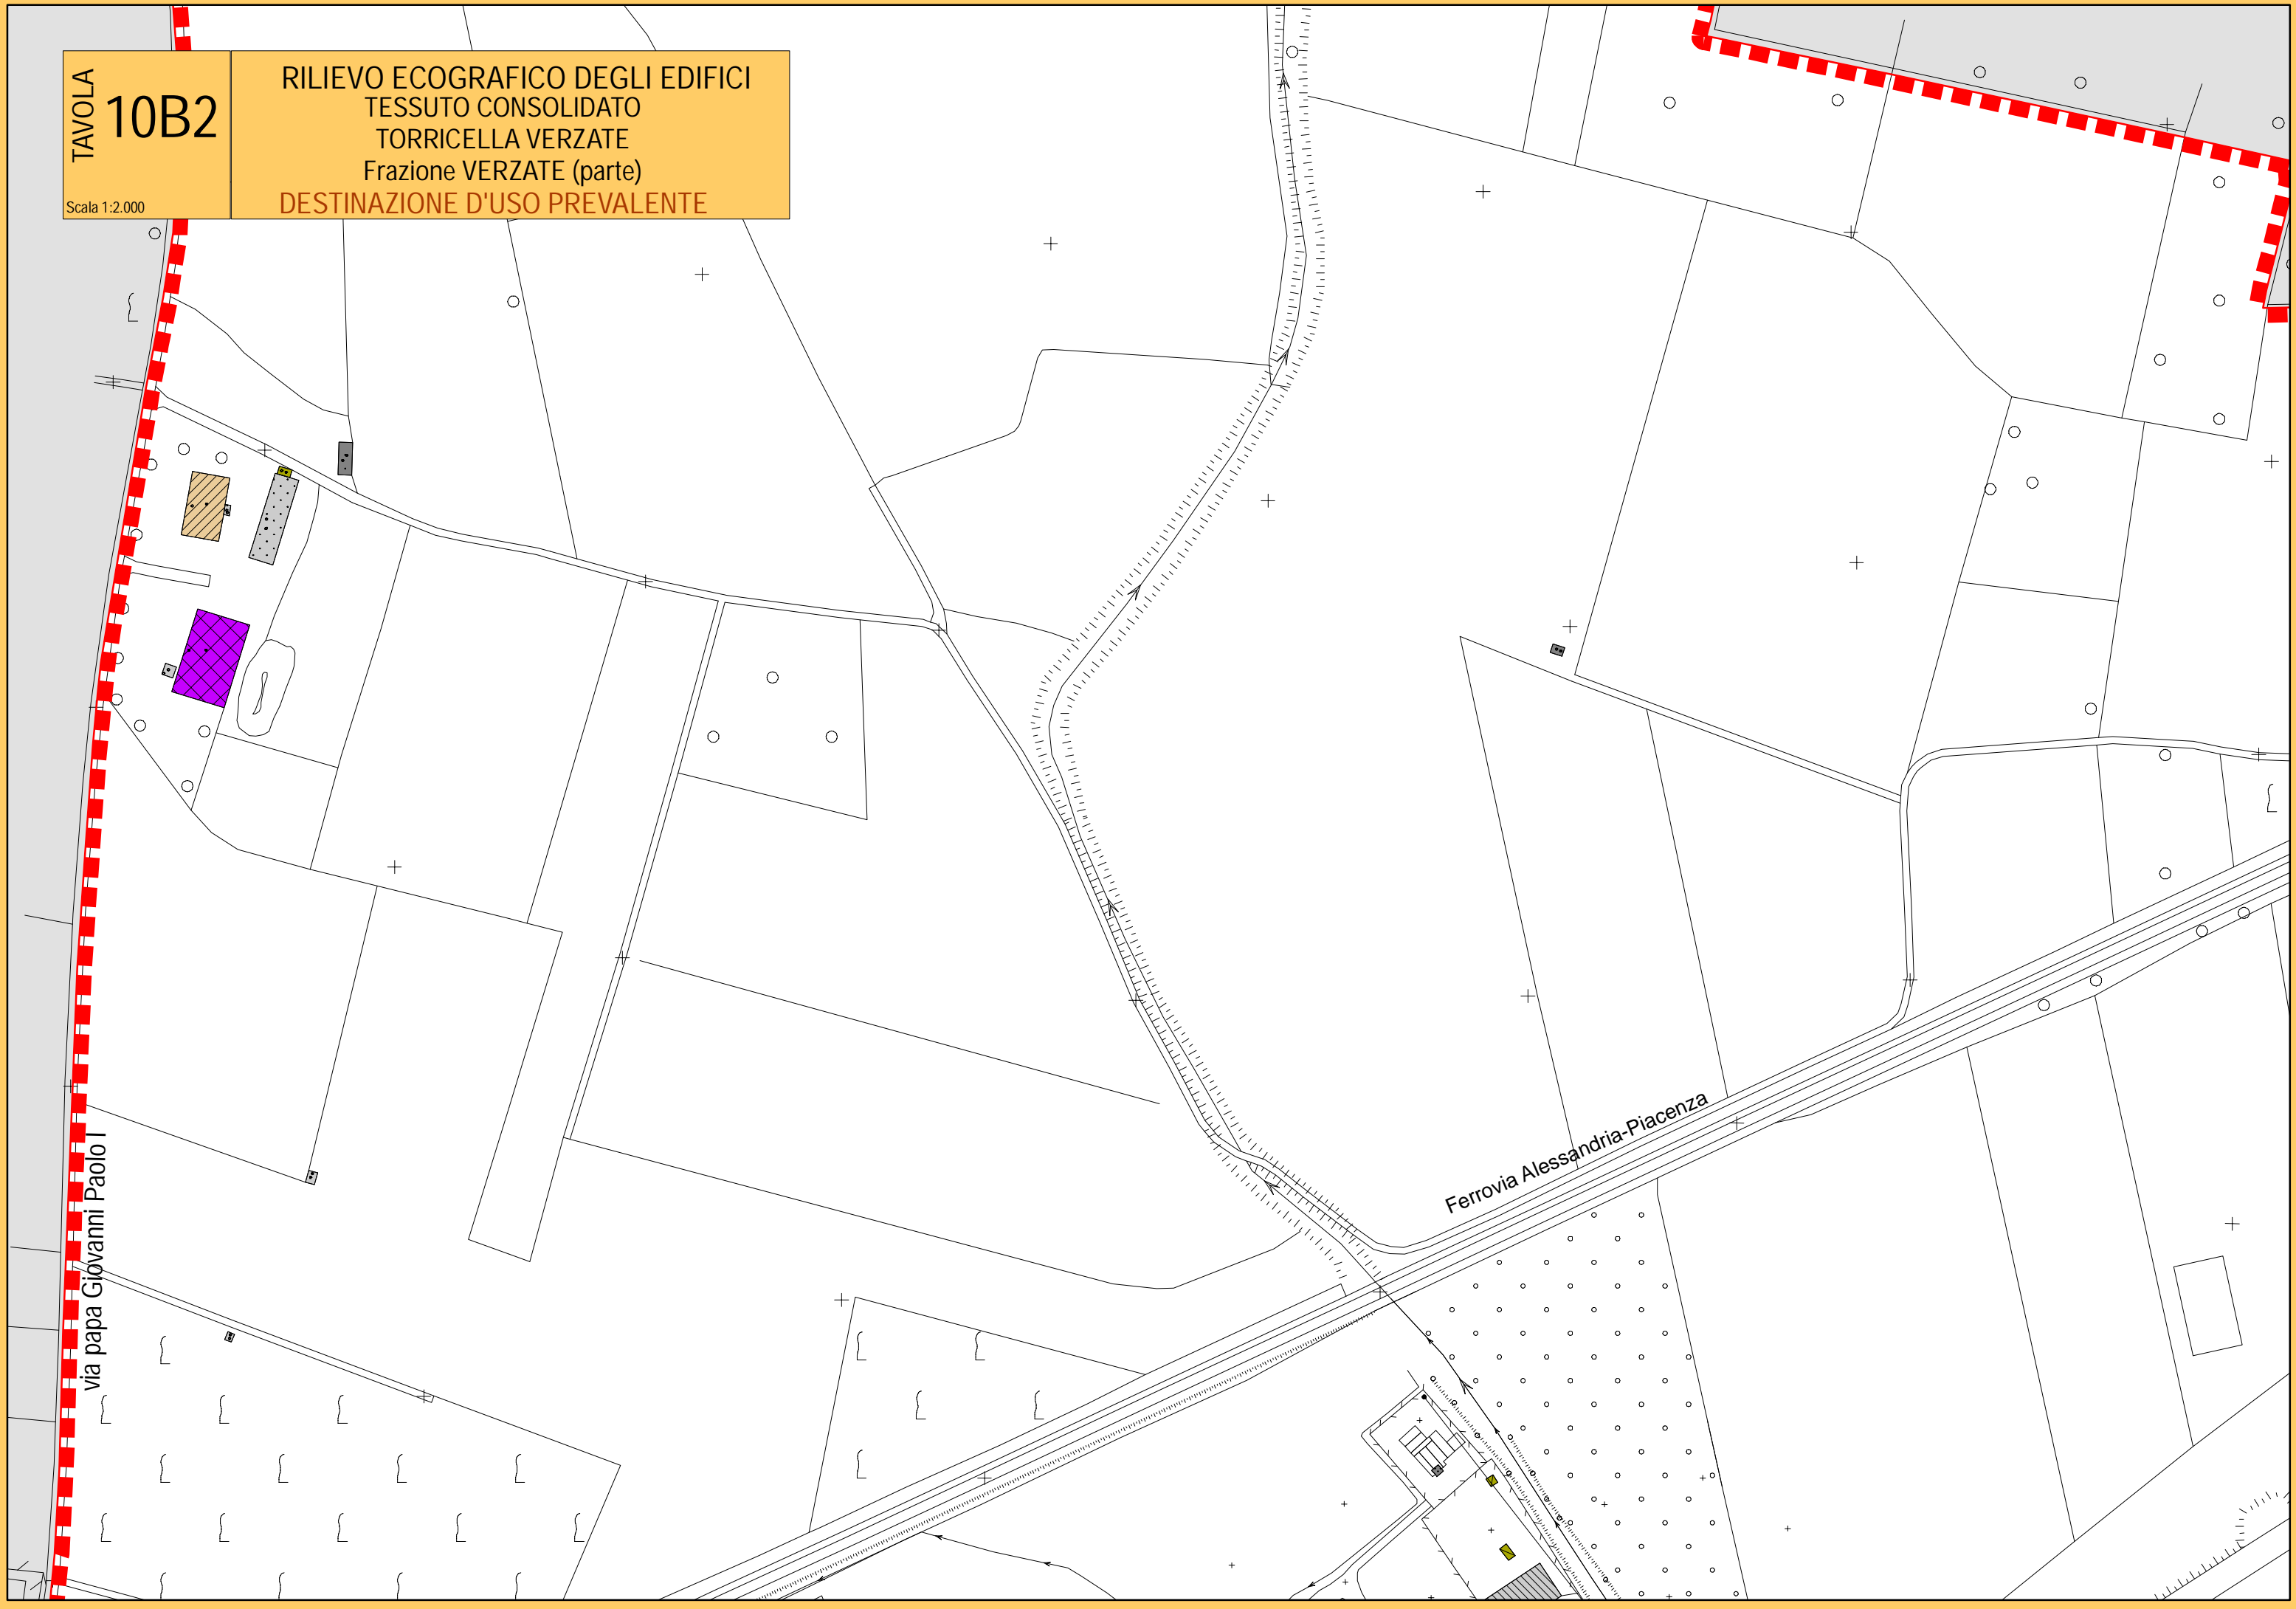 TAVOLA
10B2
Scala 1:2.000
RILIEVO ECOGRAFICO DEGLI EDIFICI
TESSUTO CONSOLIDATO
TORRICELLA VERZATE
Frazione VERZATE (parte)
DESTINAZIONE D'USO PREVALENTE
via papa Giovanni Paolo I
Ferrovia Alessandria-Piacenza